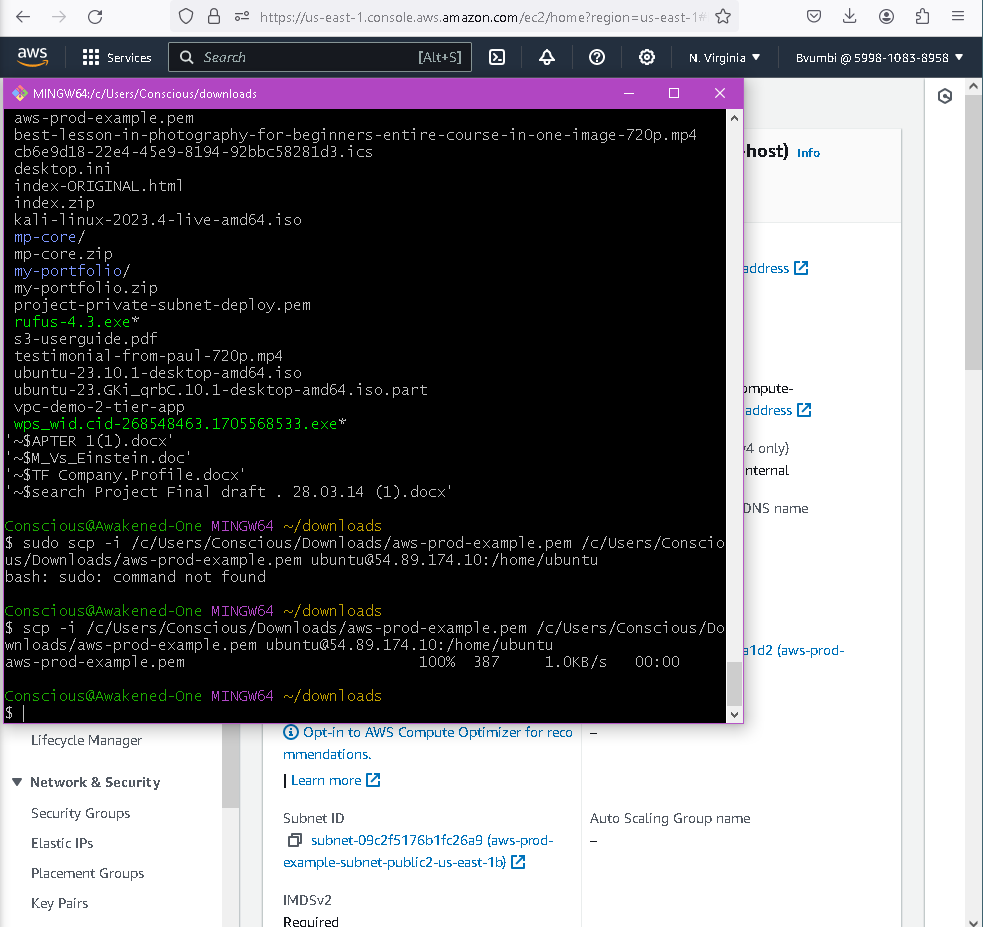 https://us-east-1.console.aws.amazon.com/ec2/home?region=us-east-1#
aws
Services
Search
[Alt+S]
N. Virginia
Bvumbi @ 5998-1083-8958
MINGW64:/c/Users/Conscious/downloads
aws-prod-example.pem
best-lesson-in-photography-for-beginners-entire-course-in-one-image-720p.mp4
cb6e9d18-22e4-45e9-8194-92bbc58281d3.ics
desktop.ini
index-ORIGINAL.html
index.zip
kali-linux-2023.4-live-amd64.iso
mp-core/
mp-core.zip
my-portfolio/
my-portfolio.zip
project-private-subnet-deploy.pem
rufus-4.3.exe*
s3-userguide.pdf
testimonial-from-paul-720p.mp4
ubuntu-23.10.1-desktop-amd64.iso
ubuntu-23.GKi_qrbC.10.1-desktop-amd64.iso.part
vpc-demo-2-tier-app
wps_wid.cid-268548463.1705568533.exe*
'~$APTER 1(1).docx'
'~$M_Vs_Einstein.doc'
'~$TF Company.Profile.docx'
'~$search Project Final draft . 28.03.14 (1).docx'
Conscious@Awakened-One MINGW64 ~/downloads
$ sudo scp -i /c/Users/Conscious/Downloads/aws-prod-example.pem /c/Users/Conscio
us/Downloads/aws-prod-example.pem ubuntu@54.89.174.10:/home/ubuntu
bash: sudo: command not found
Conscious@Awakened-One MINGW64 ~/downloads
$ scp -i /c/Users/Conscious/Downloads/aws-prod-example.pem /c/Users/Conscious/Do
wnloads/aws-prod-example.pem ubuntu@54.89.174.10:/home/ubuntu
aws-prod-example.pem 100% 387 1.0KB/s 00:00
Conscious@Awakened-One MINGW64 ~/downloads
$
-host) Info
address
ompute-
address
v4 only)
nternal
DNS name
a1d2 (aws-prod-
Lifecycle Manager
Network & Security
Security Groups
Elastic IPs
Placement Groups
Key Pairs
Opt-in to AWS Compute Optimizer for reco
mmendations.
| Learn more
–
Subnet ID
subnet-09c2f5176b1fc26a9 (aws-prod-
example-subnet-public2-us-east-1b)
Auto Scaling Group name
–
IMDSv2
Required